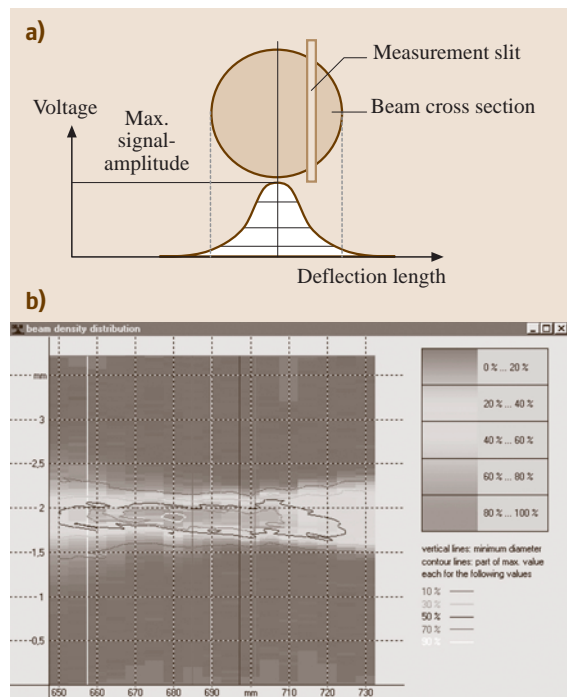 a)
Measurement slit
Beam cross section
Voltage
Max.
signal-
amplitude
Deflection length
b)
beam density distribution
mm
3
2,5
2
1,5
1
0,5
650 660 670 680 690 mm 710 720 730
0 % ... 20 %
20 % ... 40 %
40 % ... 60 %
60 % ... 80 %
80 % ... 100 %
vertical lines: minimum diameter
contour lines: part of max. value
each for the following values
10 %
30 %
50 %
70 %
90 %